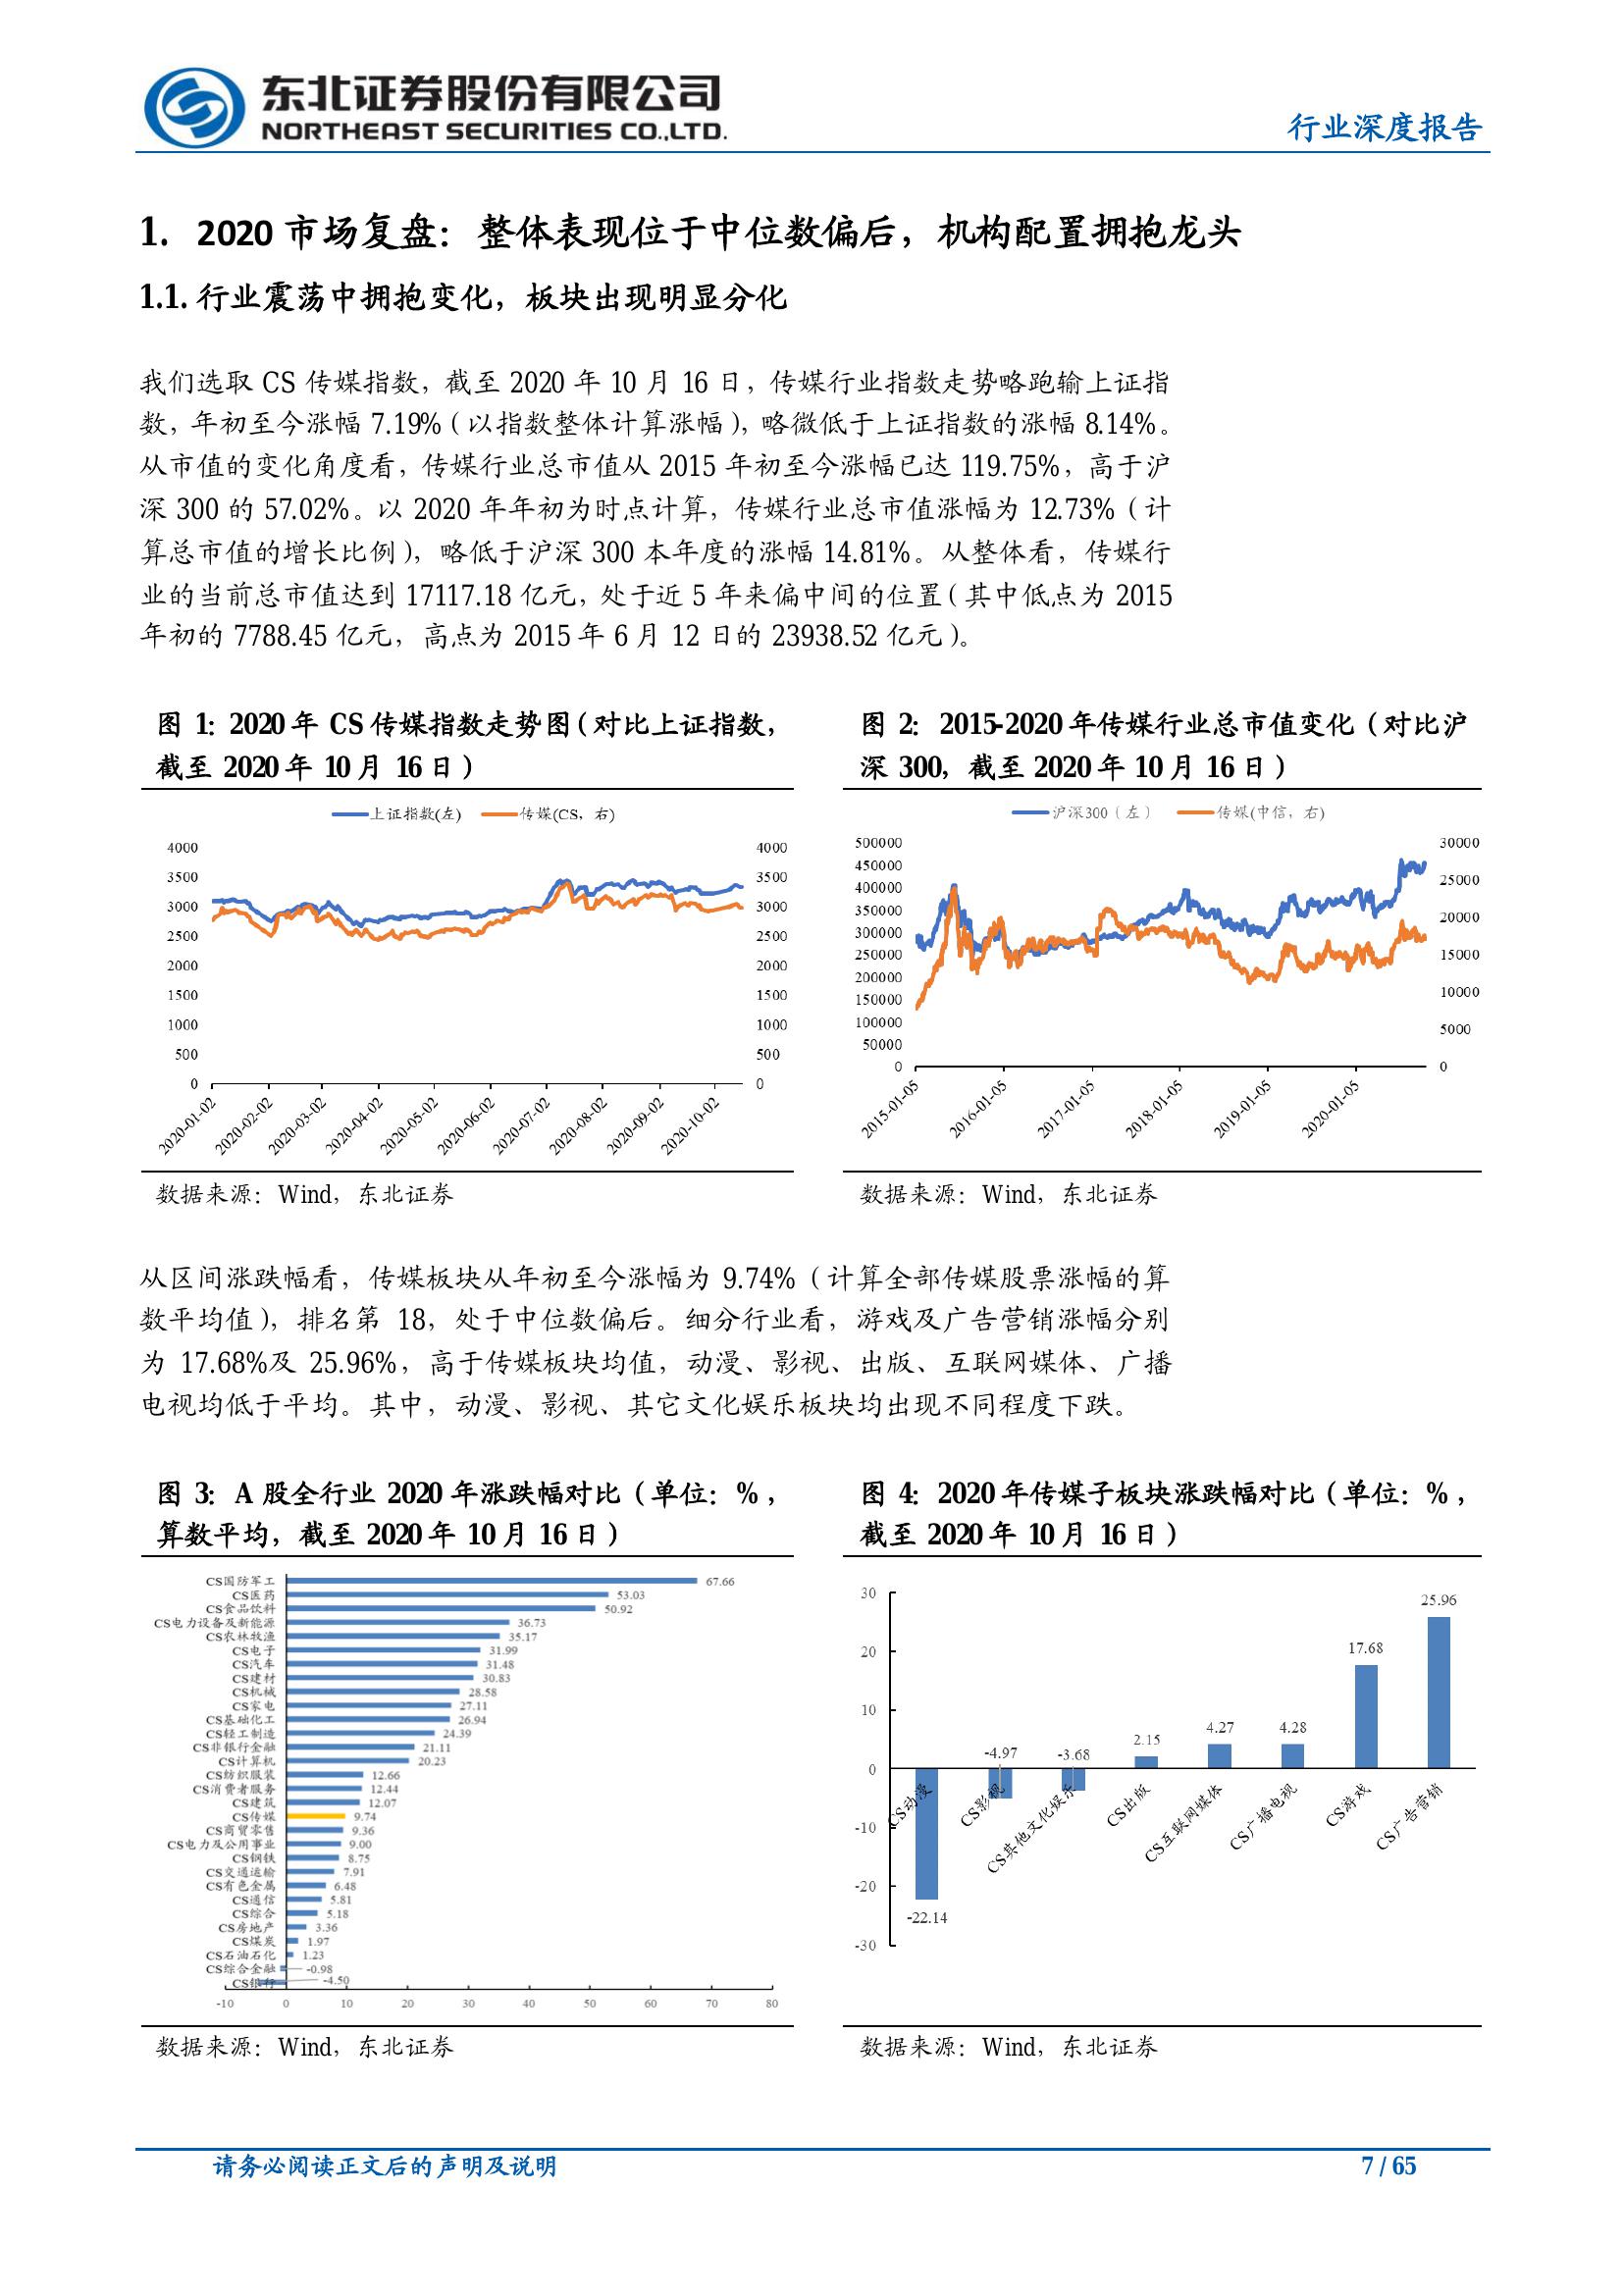 东北证券股份有限公司
NORTHEAST SECURITIES CO.,LTD.
行业深度报告
1. 2020 市场复盘：整体表现位于中位数偏后，机构配置拥抱龙头
1.1. 行业震荡中拥抱变化，板块出现明显分化
我们选取 CS 传媒指数，截至 2020 年 10 月 16 日，传媒行业指数走势略跑输上证指
数，年初至今涨幅 7.19%（以指数整体计算涨幅），略微低于上证指数的涨幅 8.14%。
从市值的变化角度看，传媒行业总市值从 2015 年初至今涨幅已达 119.75%，高于沪
深 300 的 57.02%。以 2020 年年初为时点计算，传媒行业总市值涨幅为 12.73%（计
算总市值的增长比例），略低于沪深 300 本年度的涨幅 14.81%。从整体看，传媒行
业的当前总市值达到 17117.18 亿元，处于近 5 年来偏中间的位置（其中低点为 2015
年初的 7788.45 亿元，高点为 2015 年 6 月 12 日的 23938.52 亿元）。
图 1：2020 年 CS 传媒指数走势图（对比上证指数，
截至 2020 年 10 月 16 日）
上证指数(左) 传媒(CS，右)
4000 4000
3500 3500
3000 3000
2500 2500
2000 2000
1500 1500
1000 1000
500 500
0 0
2020-01-02 2020-02-02 2020-03-02 2020-04-02 2020-05-02 2020-06-02 2020-07-02 2020-08-02 2020-09-02 2020-10-02
数据来源：Wind，东北证券
图 2：2015-2020 年传媒行业总市值变化（对比沪
深 300，截至 2020 年 10 月 16 日）
沪深300（左） 传媒(中信，右)
500000
450000
400000
350000
300000
250000
200000
150000
100000
50000
0
30000
25000
20000
15000
10000
5000
0
2015-01-05 2016-01-05 2017-01-05 2018-01-05 2019-01-05 2020-01-05
数据来源：Wind，东北证券
从区间涨跌幅看，传媒板块从年初至今涨幅为 9.74%（计算全部传媒股票涨幅的算
数平均值），排名第 18，处于中位数偏后。细分行业看，游戏及广告营销涨幅分别
为 17.68%及 25.96%，高于传媒板块均值，动漫、影视、出版、互联网媒体、广播
电视均低于平均。其中，动漫、影视、其它文化娱乐板块均出现不同程度下跌。
图 3：A 股全行业 2020 年涨跌幅对比（单位：%，
算数平均，截至 2020 年 10 月 16 日）
CS国防军工 67.66
CS医药 53.03
CS食品饮料 50.92
CS电力设备及新能源 36.73
CS农林牧渔 35.17
CS电子 31.99
CS汽车 31.48
CS建材 30.83
CS机械 28.58
CS家电 27.11
CS基础化工 26.94
CS轻工制造 24.39
CS非银行金融 21.11
CS计算机 20.23
CS纺织服装 12.66
CS消费者服务 12.44
CS建筑 12.07
CS传媒 9.74
CS商贸零售 9.36
CS电力及公用事业 9.00
CS钢铁 8.75
CS交通运输 7.91
CS有色金属 6.48
CS通信 5.81
CS综合 5.18
CS房地产 3.36
CS煤炭 1.97
CS石油石化 1.23
CS综合金融 -0.98
CS银行 -4.50
-10 0 10 20 30 40 50 60 70 80
数据来源：Wind，东北证券
图 4：2020 年传媒子板块涨跌幅对比（单位：%，
截至 2020 年 10 月 16 日）
30
20
10
0
-10
-20
-30
-22.14 -4.97 -3.68 2.15 4.27 4.28 17.68 25.96
CS动漫 CS影视 CS其他文化娱乐 CS出版 CS互联网媒体 CS广播电视 CS游戏 CS广告营销
数据来源：Wind，东北证券
请务必阅读正文后的声明及说明
7 / 65